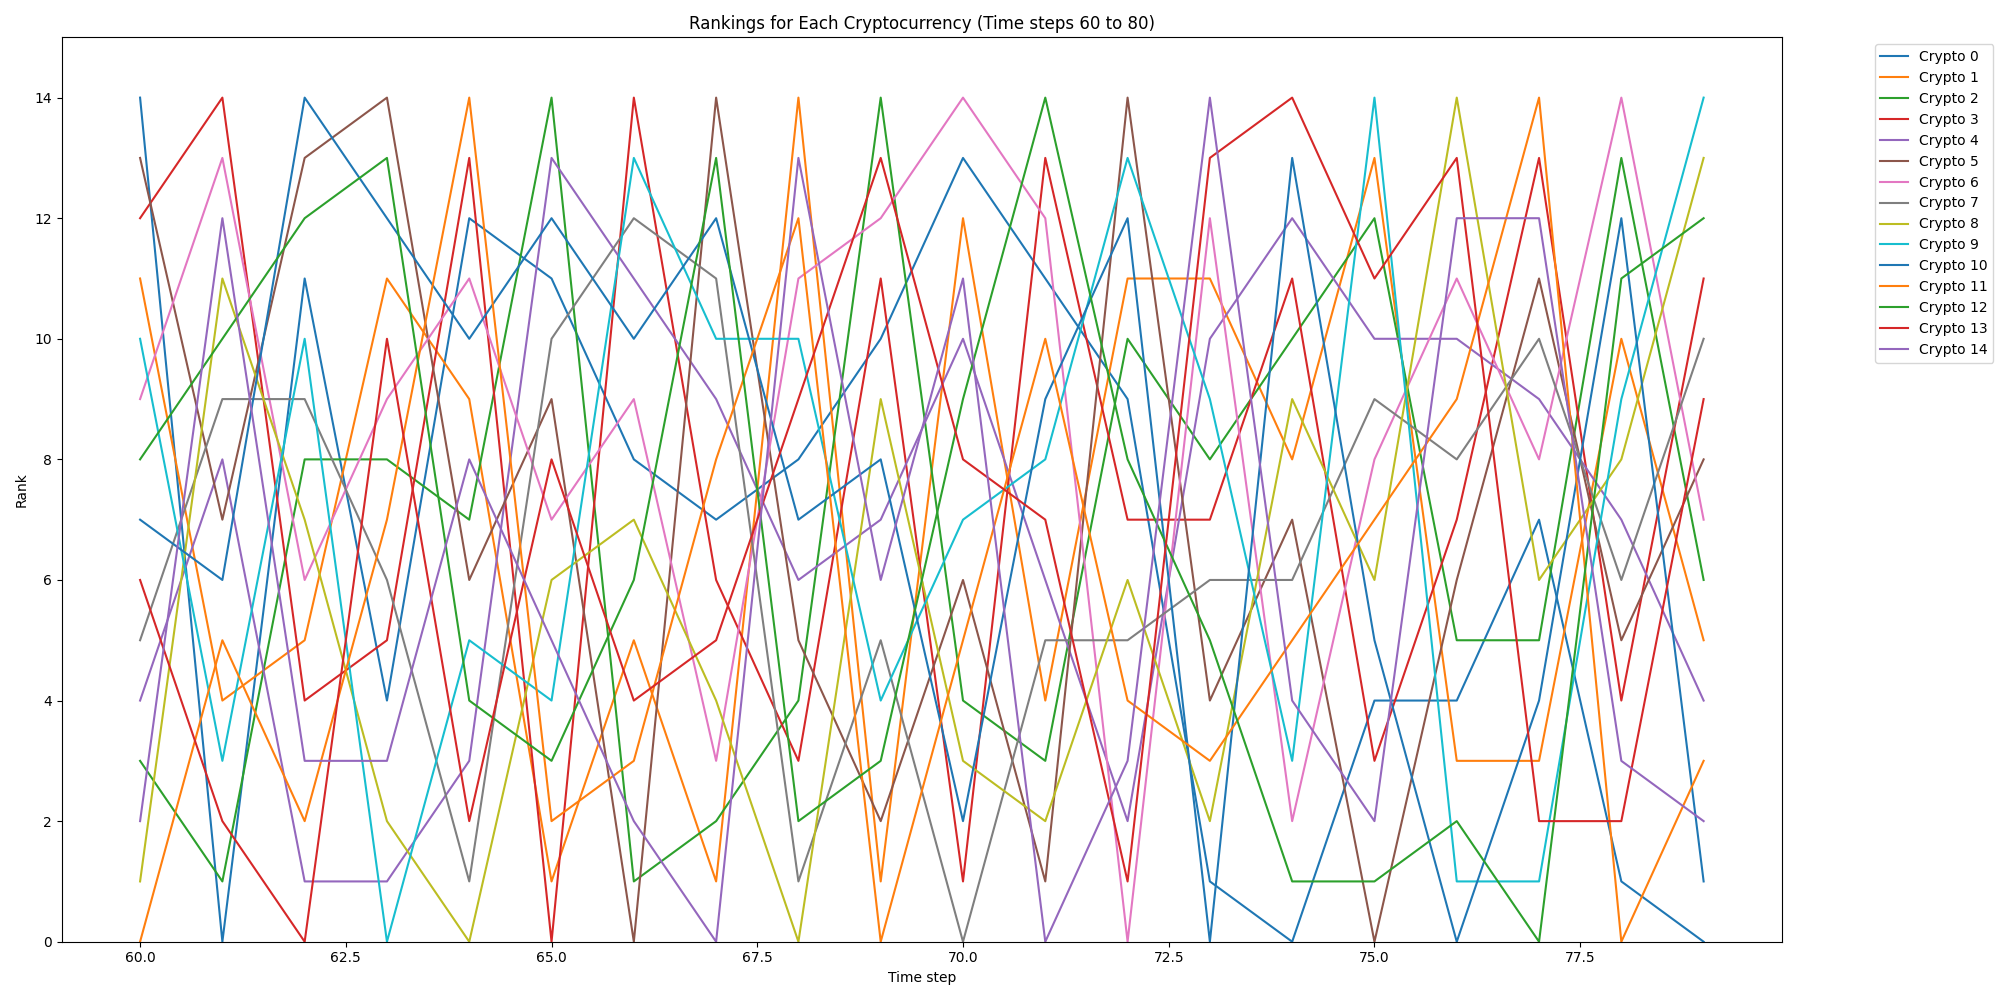 Rankings for Each Cryptocurrency (Time steps 60 to 80)
Rank
14
12
10
8
6
4
2
0
60.0 62.5 65.0 67.5 70.0 72.5 75.0 77.5
Time step
Crypto 0
Crypto 1
Crypto 2
Crypto 3
Crypto 4
Crypto 5
Crypto 6
Crypto 7
Crypto 8
Crypto 9
Crypto 10
Crypto 11
Crypto 12
Crypto 13
Crypto 14